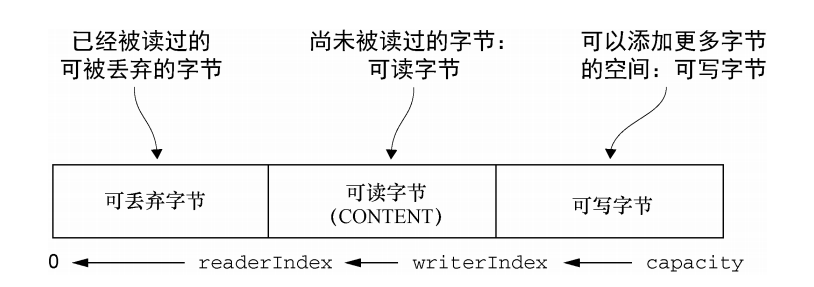 已经被读过的
可被丢弃的字节
尚未被读过的字节：
可读字节
可以添加更多字节
的空间：可写字节
可丢弃字节
可读字节
(CONTENT)
可写字节
0 readerIndex writerIndex capacity